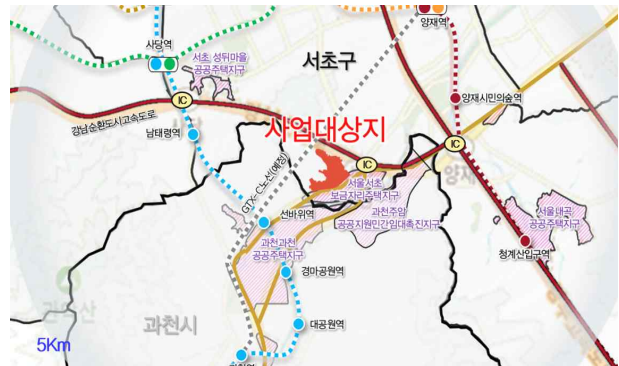 사당역
양재역
서초 성뒤마을
공공주택지구
서초구
IC
강남순환도시고속도로
남태령역
사업대상지
양재시민의숲역
IC
IC
양재
GTX-C노선(예정)
서울서초
보금자리주택지구
과천주암
공공지원민간임대촉진지구
선바위역
과천과천
공공주택지구
서울대곡
공공주택지구
청계산입구역
경마공원역
대공원역
과천시
5Km